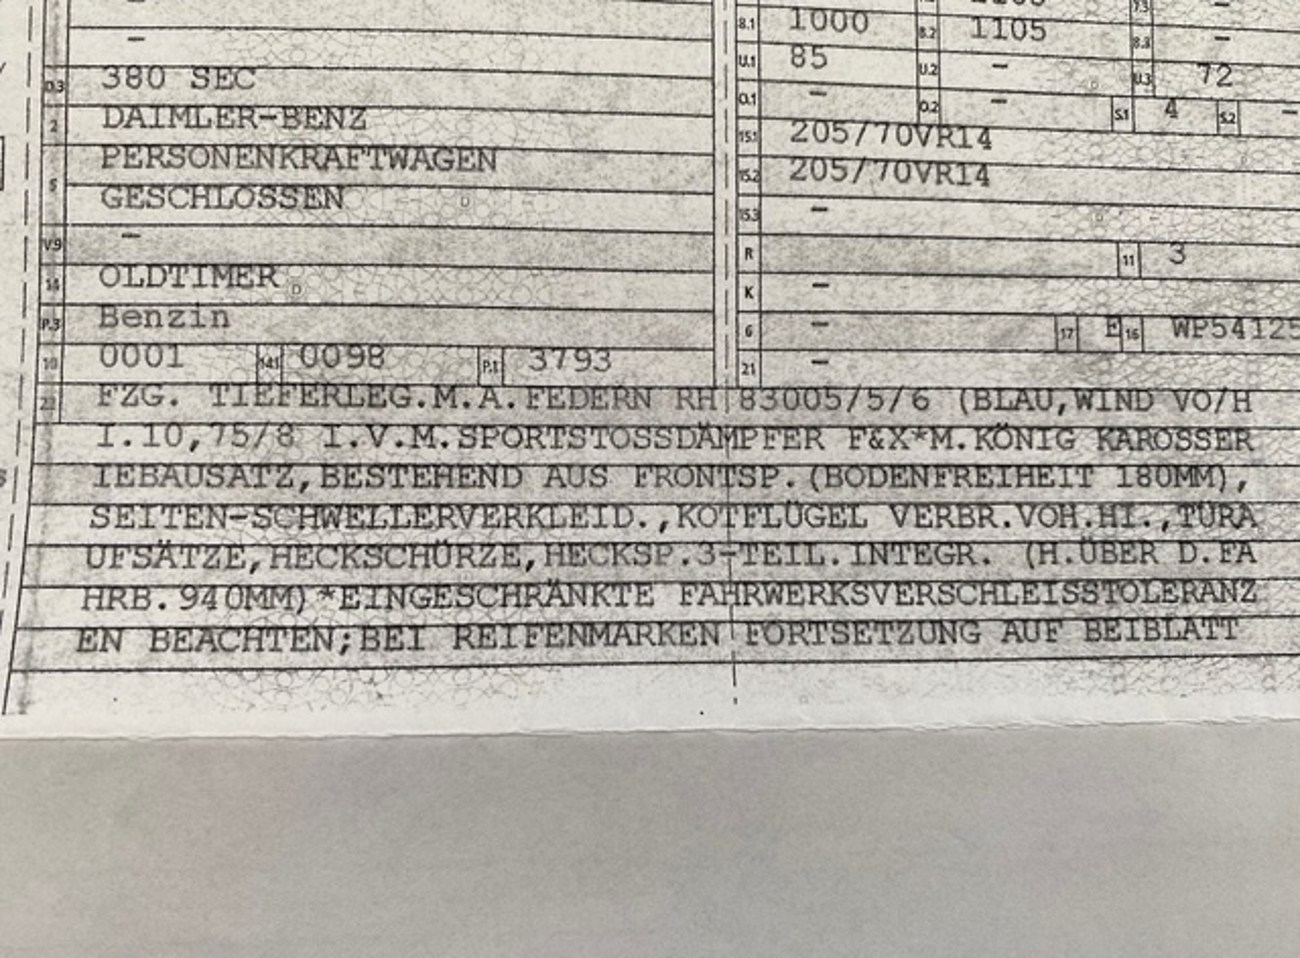 –
8.1 1000 8.2 1105 8.3 –
–
U.1 85 U.2 – U.3 72
D.3 380 SEC
O.1 – O.2 – S.1 4 S.2 –
2 DAIMLER-BENZ
15.1 205/70VR14
PERSONENKRAFTWAGEN
15.2 205/70VR14
5 GESCHLOSSEN
15.3 –
V.9 –
R 11 3
14 OLDTIMER
K –
P.3 Benzin
6 – 17 E 16 WP54125
10 0001 14.1 0098 P.1 3793
21 –
22 FZG. TIEFERLEG.M.A.FEDERN RH 83005/5/6 (BLAU,WIND VO/H
I.10,75/8 I.V.M.SPORTSTOSSDÄMPFER F&X*M.KÖNIG KAROSSER
IEBAUSATZ,BESTEHEND AUS FRONTSP.(BODENFREIHEIT 180MM),
SEITEN-SCHWELLERVERKLEID.,KOTFLÜGEL VERBR.VOH.HI.,TÜRA
UFSÄTZE,HECKSCHÜRZE,HECKSP.3-TEIL.INTEGR. (H.ÜBER D.FA
HRB.940MM)*EINGESCHRÄNKTE FAHRWERKSVERSCHLEISSTOLERANZ
EN BEACHTEN;BEI REIFENMARKEN FORTSETZUNG AUF BEIBLATT